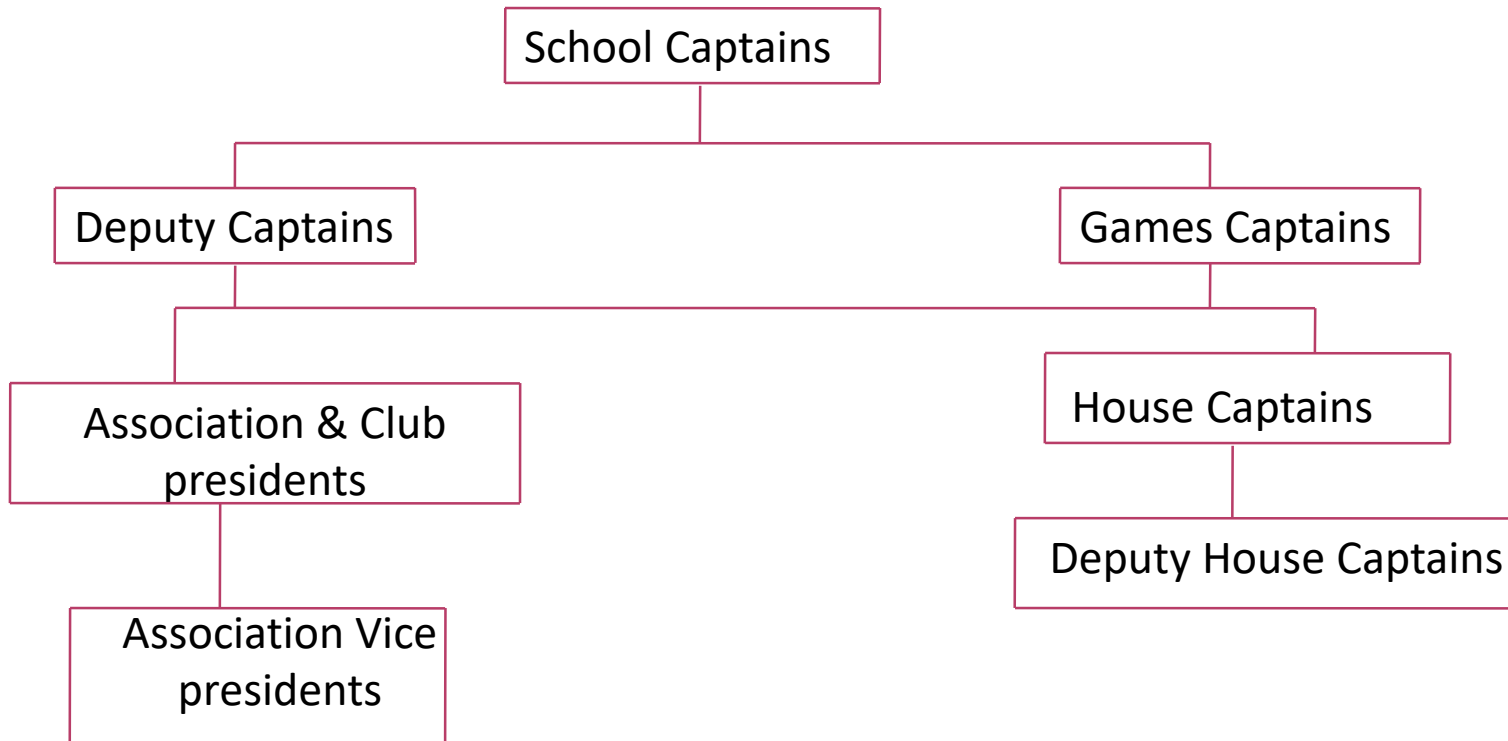 School Captains
Deputy Captains
Games Captains
Association & Club
presidents
House Captains
Deputy House Captains
Association Vice
presidents